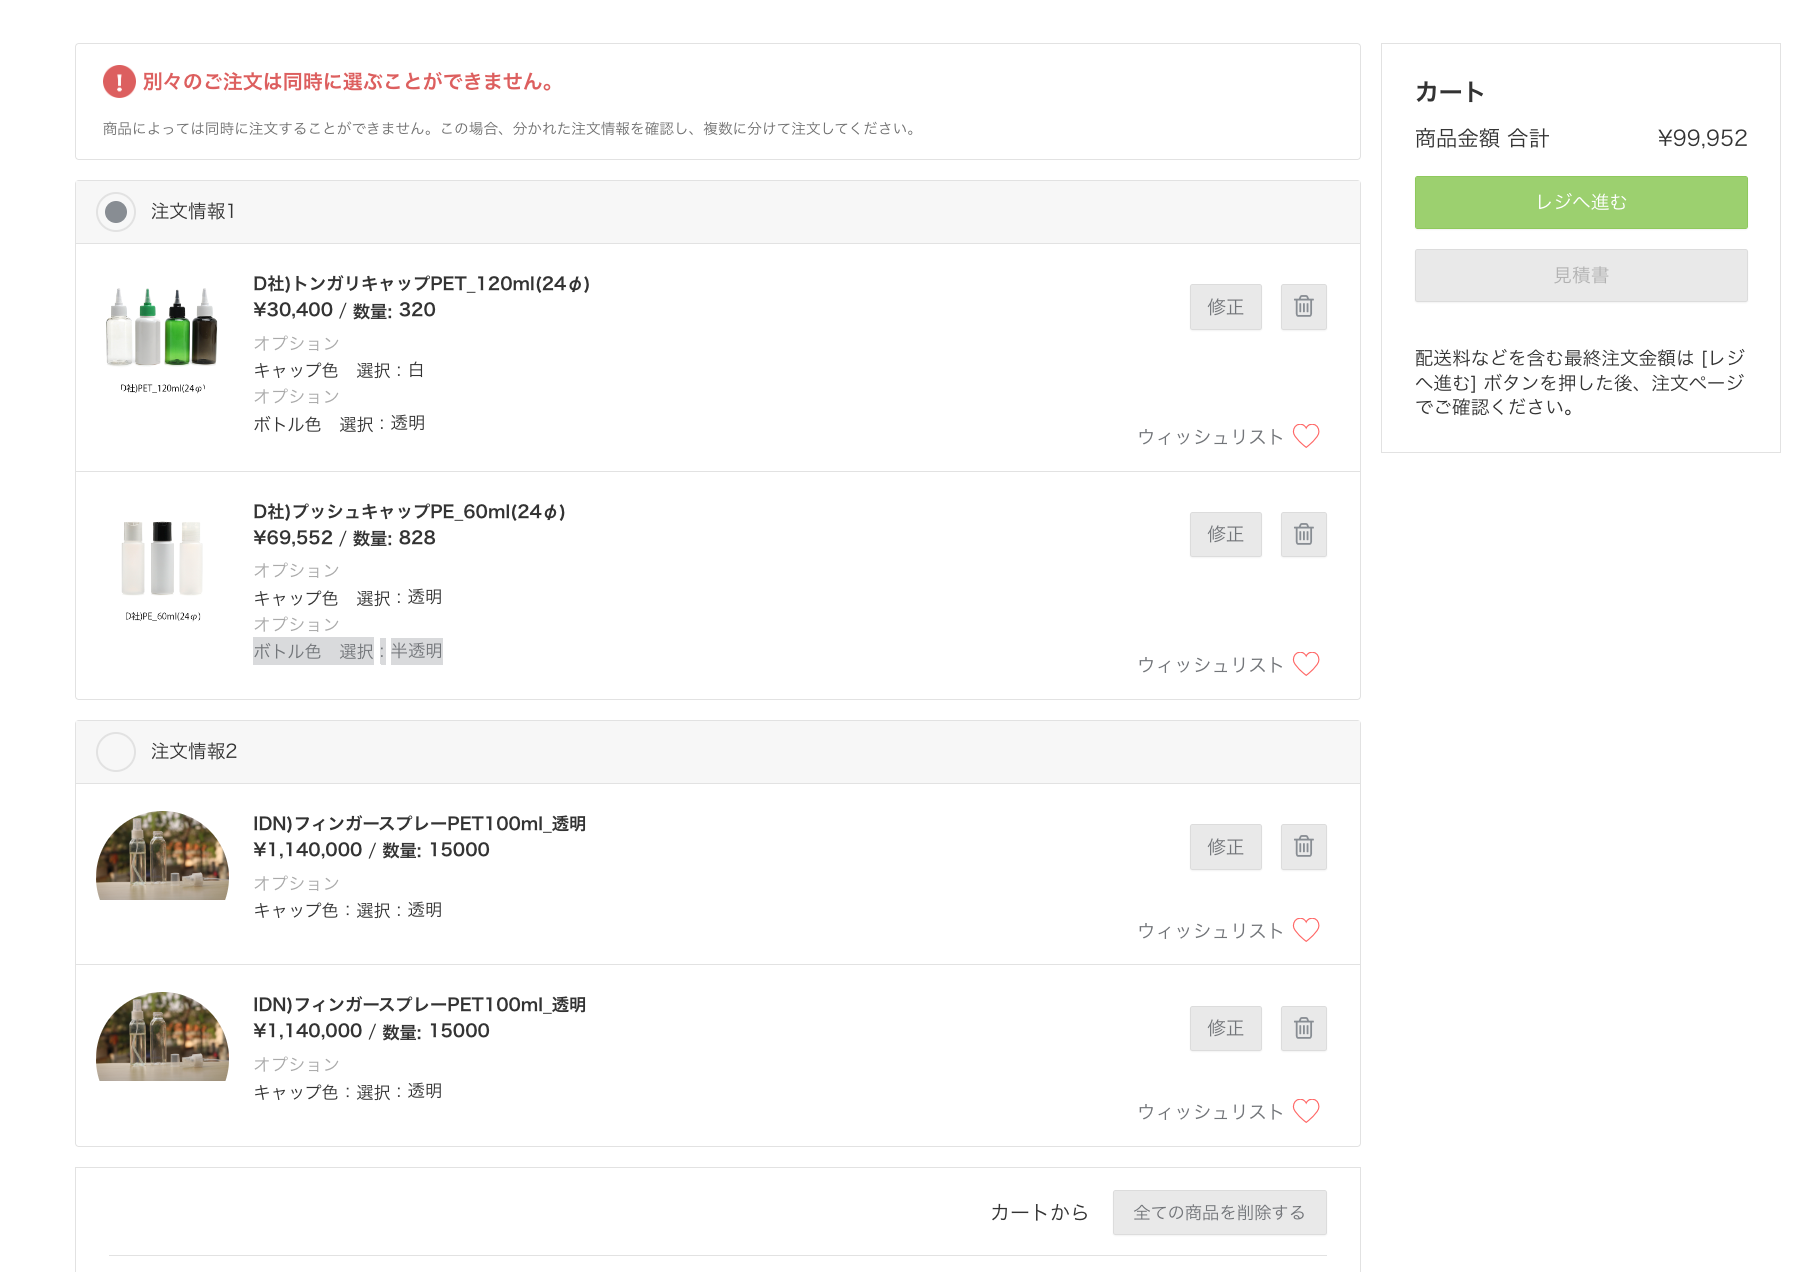 別々のご注文は同時に選ぶことができません。
商品によっては同時に注文することができません。この場合、分かれた注文情報を確認し、複数に分けて注文してください。
注文情報1
D社)トンガリキャップPET_120ml(24φ)
¥30,400 / 数量: 320
オプション
キャップ色　選択 : 白
オプション
ボトル色　選択 : 透明
D社)PET_120ml(24φ)
修正
ウィッシュリスト
D社)プッシュキャップPE_60ml(24φ)
¥69,552 / 数量: 828
オプション
キャップ色　選択 : 透明
オプション
ボトル色　選択 : 半透明
D社)PE_60ml(24φ)
修正
ウィッシュリスト
注文情報2
IDN)フィンガースプレーPET100ml_透明
¥1,140,000 / 数量: 15000
オプション
キャップ色：選択 : 透明
修正
ウィッシュリスト
IDN)フィンガースプレーPET100ml_透明
¥1,140,000 / 数量: 15000
オプション
キャップ色：選択 : 透明
修正
ウィッシュリスト
カートから 全ての商品を削除する
カート
商品金額 合計 ¥99,952
レジへ進む
見積書
配送料などを含む最終注文金額は [レジ
へ進む] ボタンを押した後、注文ページ
でご確認ください。